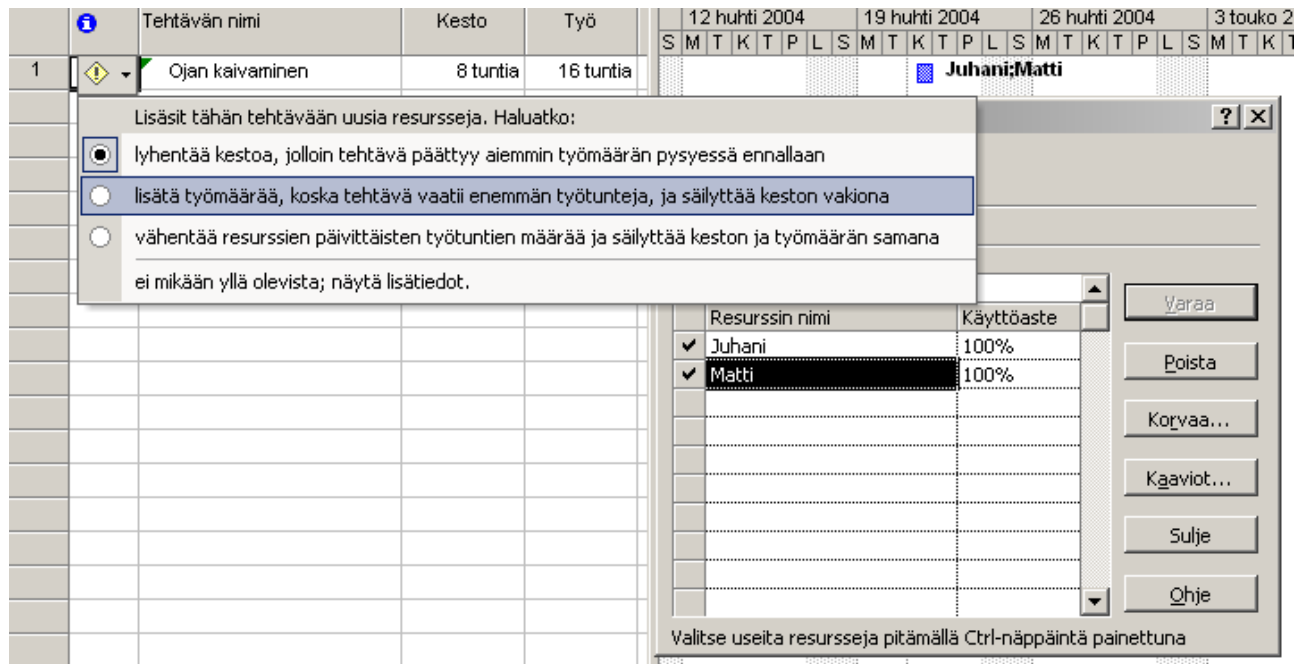 Tehtävän nimi Kesto Työ 12 huhti 2004 19 huhti 2004 26 huhti 2004 3 touko 2
S M T K T P L S M T K T P L S M T K T P L S M T K T
1 Ojan kaivaminen 8 tuntia 16 tuntia Juhani;Matti
Lisäsit tähän tehtävään uusia resursseja. Haluatko:
lyhentää kestoa, jolloin tehtävä päättyy aiemmin työmäärän pysyessä ennallaan
lisätä työmäärää, koska tehtävä vaatii enemmän työtunteja, ja säilyttää keston vakiona
vähentää resurssien päivittäisten työtuntien määrää ja säilyttää keston ja työmäärän samana
ei mikään yllä olevista; näytä lisätiedot.
Resurssin nimi Käyttöaste
Juhani 100%
Matti 100%
Varaa
Poista
Korvaa...
Kaaviot...
Sulje
Ohje
Valitse useita resursseja pitämällä Ctrl-näppäintä painettuna